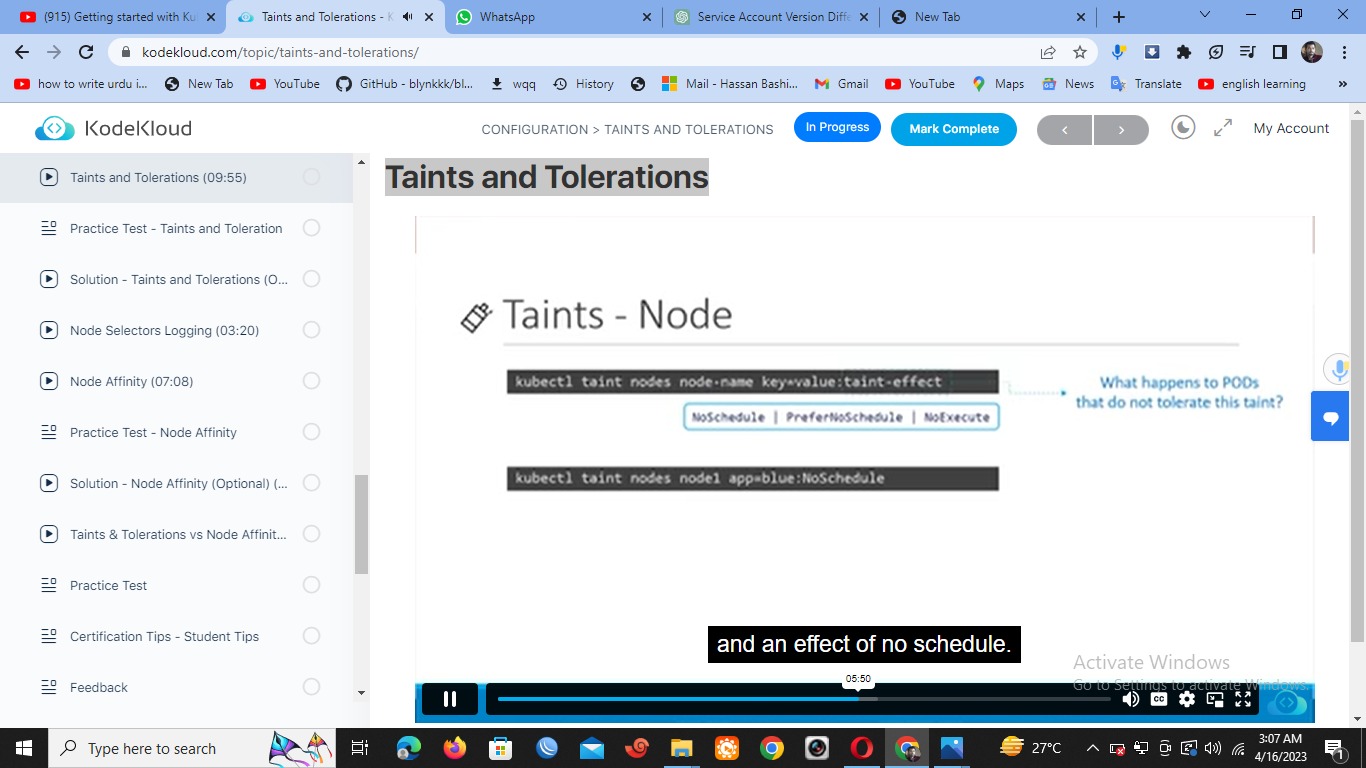 (915) Getting started with Ku
Taints and Tolerations - K
WhatsApp
Service Account Version Diffe
New Tab
kodekloud.com/topic/taints-and-tolerations/
how to write urdu i...
New Tab
YouTube
GitHub - blynkkk/bl...
wqq
History
Mail - Hassan Bashi...
Gmail
YouTube
Maps
News
Translate
english learning
»
KodeKloud
CONFIGURATION > TAINTS AND TOLERATIONS
In Progress
Mark Complete
My Account
Taints and Tolerations (09:55)
Practice Test - Taints and Toleration
Solution - Taints and Tolerations (O...
Node Selectors Logging (03:20)
Node Affinity (07:08)
Practice Test - Node Affinity
Solution - Node Affinity (Optional) (...
Taints & Tolerations vs Node Affinit...
Practice Test
Certification Tips - Student Tips
Feedback
Taints and Tolerations
Taints - Node
kubectl taint nodes node-name key=value:taint-effect
What happens to PODs
that do not tolerate this taint?
NoSchedule | PreferNoSchedule | NoExecute
kubectl taint nodes node1 app=blue:NoSchedule
and an effect of no schedule.
Activate Windows
Go to Settings to activate Windows.
05:50
CC
Type here to search
27°C
3:07 AM
4/16/2023
1